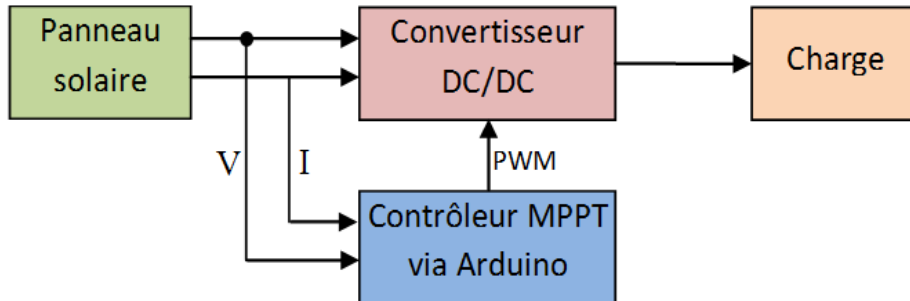 Panneau
solaire
Convertisseur
DC/DC
Charge
V
I
PWM
Contrôleur MPPT
via Arduino